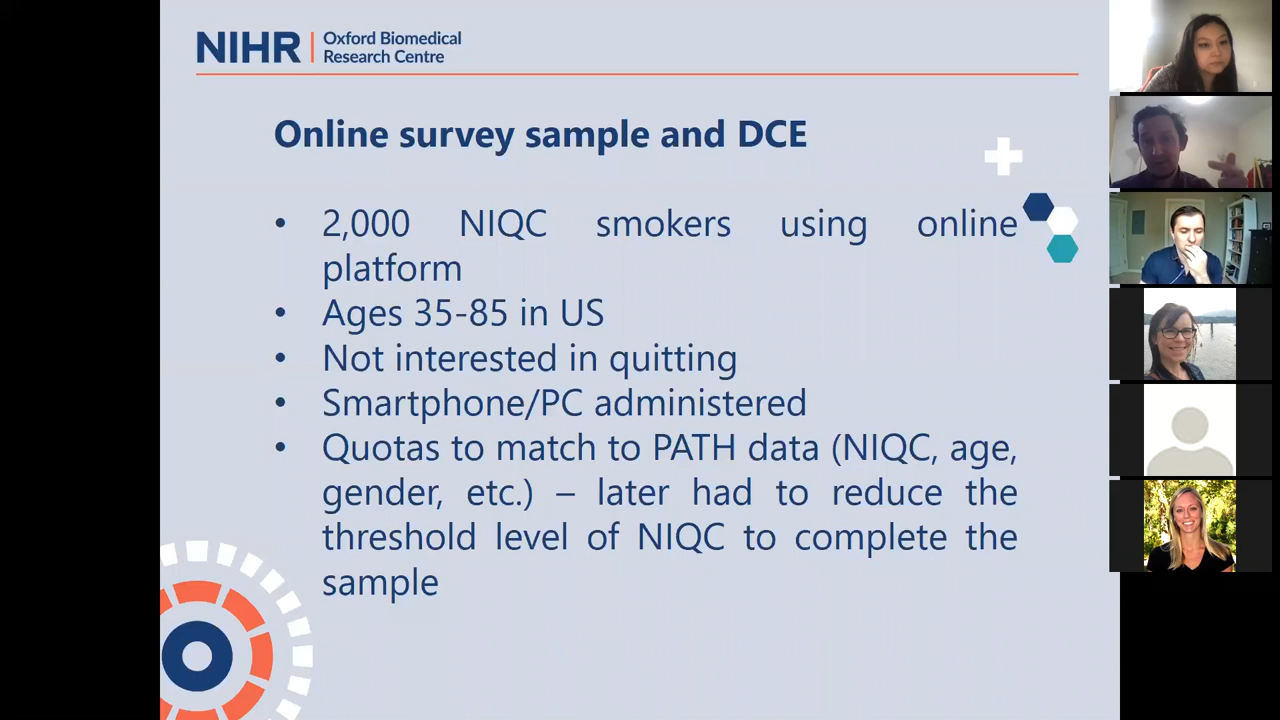 NIHR | Oxford Biomedical
Research Centre
Online survey sample and DCE
• 2,000 NIQC smokers using online
platform
• Ages 35-85 in US
• Not interested in quitting
• Smartphone/PC administered
• Quotas to match to PATH data (NIQC, age,
gender, etc.) – later had to reduce the
threshold level of NIQC to complete the
sample